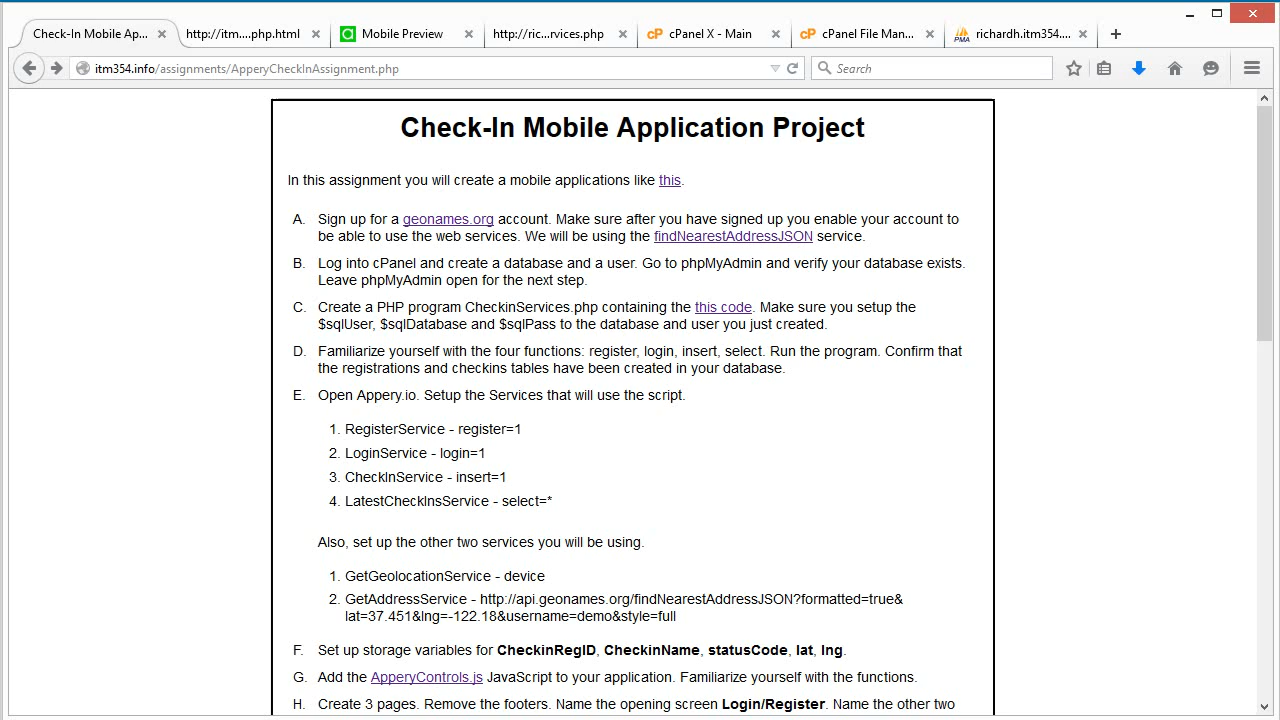 Check-In Mobile Ap...
http://itm....php.html
Mobile Preview
http://ric...rvices.php
cP cPanel X - Main
cP cPanel File Man...
PMA richardh.itm354....
itm354.info/assignments/ApperyCheckInAssignment.php
Search
Check-In Mobile Application Project
In this assignment you will create a mobile applications like this.
A. Sign up for a geonames.org account. Make sure after you have signed up you enable your account to
be able to use the web services. We will be using the findNearestAddressJSON service.
B. Log into cPanel and create a database and a user. Go to phpMyAdmin and verify your database exists.
Leave phpMyAdmin open for the next step.
C. Create a PHP program CheckinServices.php containing the this code. Make sure you setup the
$sqlUser, $sqlDatabase and $sqlPass to the database and user you just created.
D. Familiarize yourself with the four functions: register, login, insert, select. Run the program. Confirm that
the registrations and checkins tables have been created in your database.
E. Open Appery.io. Setup the Services that will use the script.
1. RegisterService - register=1
2. LoginService - login=1
3. CheckInService - insert=1
4. LatestCheckInsService - select=*
Also, set up the other two services you will be using.
1. GetGeolocationService - device
2. GetAddressService - http://api.geonames.org/findNearestAddressJSON?formatted=true&
lat=37.451&lng=-122.18&username=demo&style=full
F. Set up storage variables for CheckinRegID, CheckinName, statusCode, lat, lng.
G. Add the ApperyControls.js JavaScript to your application. Familiarize yourself with the functions.
H. Create 3 pages. Remove the footers. Name the opening screen Login/Register. Name the other two